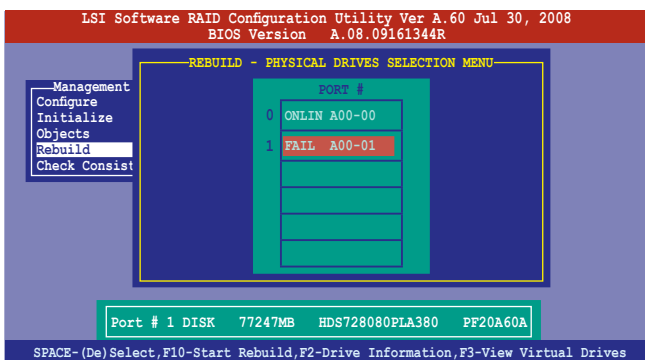 LSI Software RAID Configuration Utility Ver A.60 Jul 30, 2008
BIOS Version A.08.09161344R
REBUILD - PHYSICAL DRIVES SELECTION MENU
Management
Configure
Initialize
Objects
Rebuild
Check Consist
PORT #
0 ONLIN A00-00
1 FAIL A00-01
Port # 1 DISK 77247MB HDS728080PLA380 PF20A60A
SPACE-(De)Select,F10-Start Rebuild,F2-Drive Information,F3-View Virtual Drives